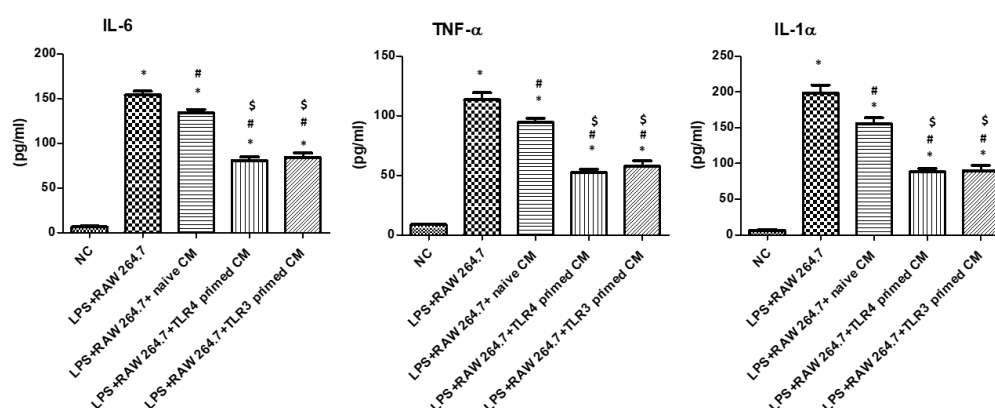 IL-6
(pg/ml)
200
150
100
50
0
*
#
*
$
#
*
$
#
*
NC
LPS+RAW 264.7
LPS+RAW 264.7+ naive CM
LPS+RAW 264.7+TLR4 primed CM
LPS+RAW 264.7+TLR3 primed CM
TNF-α
(pg/ml)
150
100
50
0
*
#
*
$
#
*
$
#
*
NC
LPS+RAW 264.7
LPS+RAW 264.7+ naive CM
LPS+RAW 264.7+TLR4 primed CM
LPS+RAW 264.7+TLR3 primed CM
IL-1α
(pg/ml)
250
200
150
100
50
0
*
#
*
$
#
*
$
#
*
NC
LPS+RAW 264.7
LPS+RAW 264.7+ naive CM
LPS+RAW 264.7+TLR4 primed CM
LPS+RAW 264.7+TLR3 primed CM